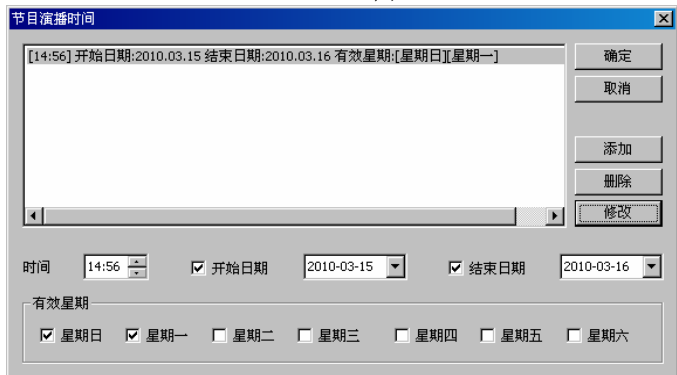 节目演播时间
[14:56] 开始日期:2010.03.15 结束日期:2010.03.16 有效星期:[星期日][星期一]
确定
取消
添加
删除
修改
时间 14:56 开始日期 2010-03-15 结束日期 2010-03-16
有效星期
星期日 星期一 星期二 星期三 星期四 星期五 星期六